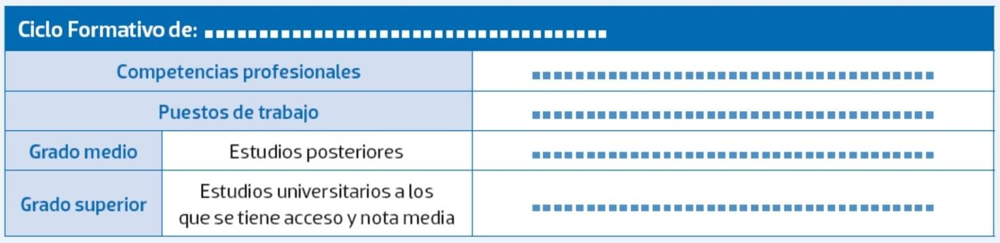 Ciclo Formativo de:
Competencias profesionales
Puestos de trabajo
Grado medio
Estudios posteriores
Grado superior
Estudios universitarios a los
que se tiene acceso y nota media